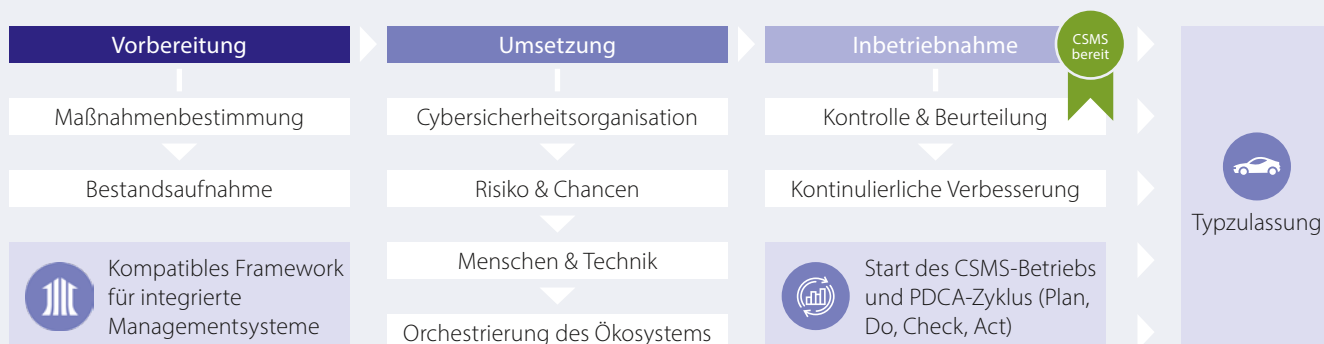 Vorbereitung
Maßnahmenbestimmung
Bestandsaufnahme
Kompatibles Framework
für integrierte
Managementsysteme
Umsetzung
Cybersicherheitsorganisation
Risiko & Chancen
Menschen & Technik
Orchestrierung des Ökosystems
Inbetriebnahme
CSMS
bereit
Kontrolle & Beurteilung
Kontinulierliche Verbesserung
Start des CSMS-Betriebs
und PDCA-Zyklus (Plan,
Do, Check, Act)
Typzulassung